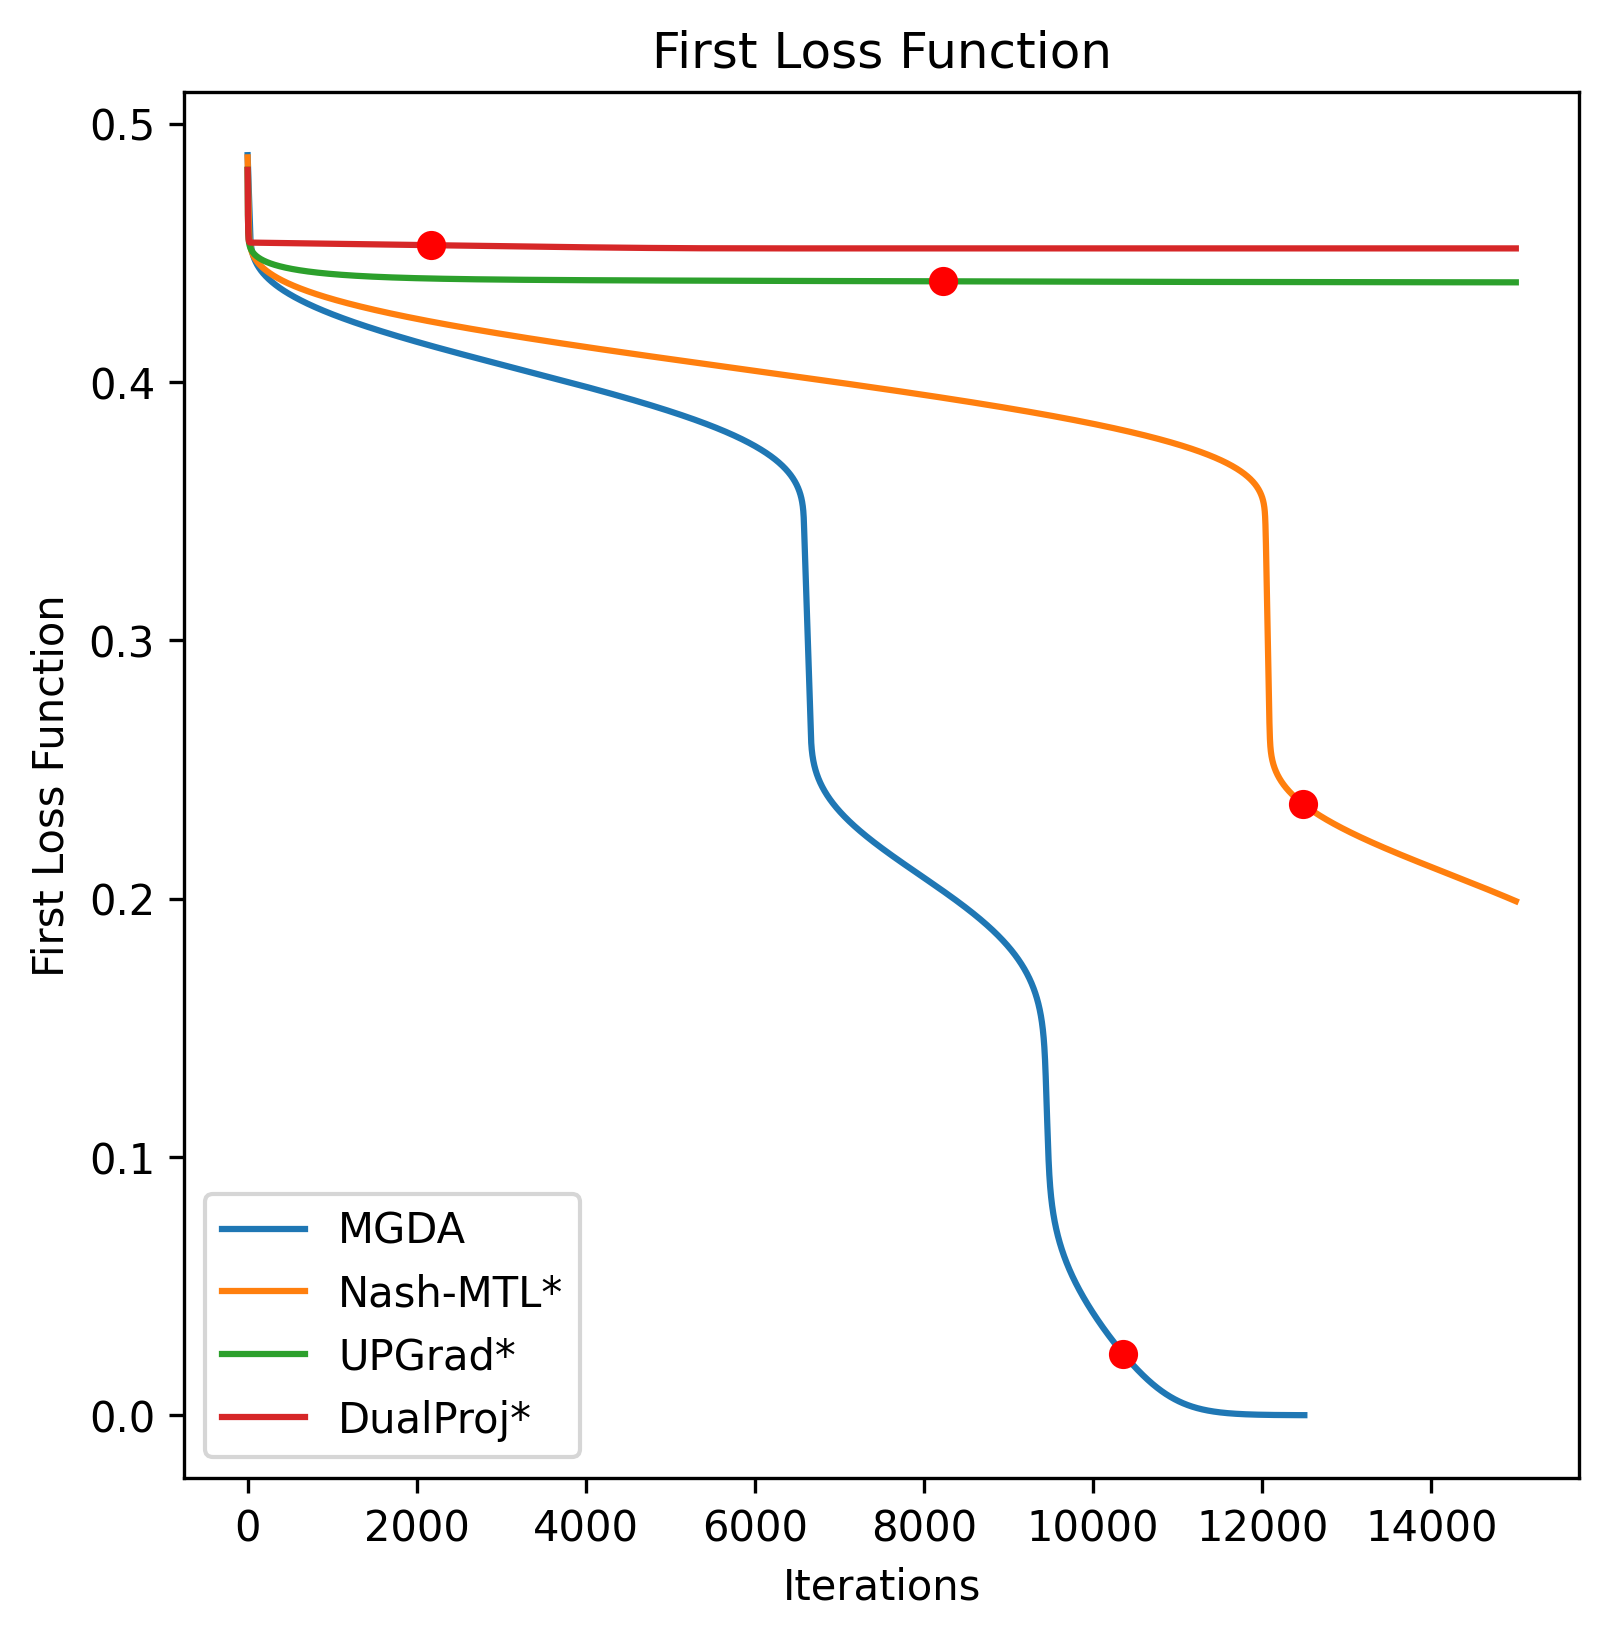 First Loss Function
0.5
0.4
0.3
0.2
0.1
0.0
First Loss Function
MGDA
Nash-MTL*
UPGrad*
DualProj*
0 2000 4000 6000 8000 10000 12000 14000
Iterations